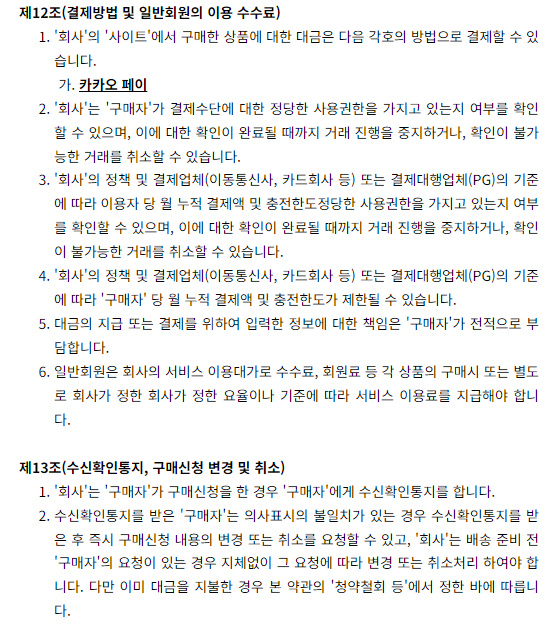 제12조(결제방법 및 일반회원의 이용 수수료)
1. '회사'의 '사이트'에서 구매한 상품에 대한 대금은 다음 각호의 방법으로 결제할 수 있
습니다.
가. 카카오 페이
2. '회사'는 '구매자'가 결제수단에 대한 정당한 사용권한을 가지고 있는지 여부를 확인
할 수 있으며, 이에 대한 확인이 완료될 때까지 거래 진행을 중지하거나, 확인이 불가
능한 거래를 취소할 수 있습니다.
3. '회사'의 정책 및 결제업체(이동통신사, 카드회사 등) 또는 결제대행업체(PG)의 기준
에 따라 이용자 당 월 누적 결제액 및 충전한도정당한 사용권한을 가지고 있는지 여부
를 확인할 수 있으며, 이에 대한 확인이 완료될 때까지 거래 진행을 중지하거나, 확인
이 불가능한 거래를 취소할 수 있습니다.
4. '회사'의 정책 및 결제업체(이동통신사, 카드회사 등) 또는 결제대행업체(PG)의 기준
에 따라 '구매자' 당 월 누적 결제액 및 충전한도가 제한될 수 있습니다.
5. 대금의 지급 또는 결제를 위하여 입력한 정보에 대한 책임은 '구매자'가 전적으로 부
담합니다.
6. 일반회원은 회사의 서비스 이용대가로 수수료, 회원료 등 각 상품의 구매시 또는 별도
로 회사가 정한 회사가 정한 요율이나 기준에 따라 서비스 이용료를 지급해야 합니
다.
제13조(수신확인통지, 구매신청 변경 및 취소)
1. '회사'는 '구매자'가 구매신청을 한 경우 '구매자'에게 수신확인통지를 합니다.
2. 수신확인통지를 받은 '구매자'는 의사표시의 불일치가 있는 경우 수신확인통지를 받
은 후 즉시 구매신청 내용의 변경 또는 취소를 요청할 수 있고, '회사'는 배송 준비 전
'구매자'의 요청이 있는 경우 지체없이 그 요청에 따라 변경 또는 취소처리 하여야 합
니다. 다만 이미 대금을 지불한 경우 본 약관의 '청약철회 등'에서 정한 바에 따릅니
다.